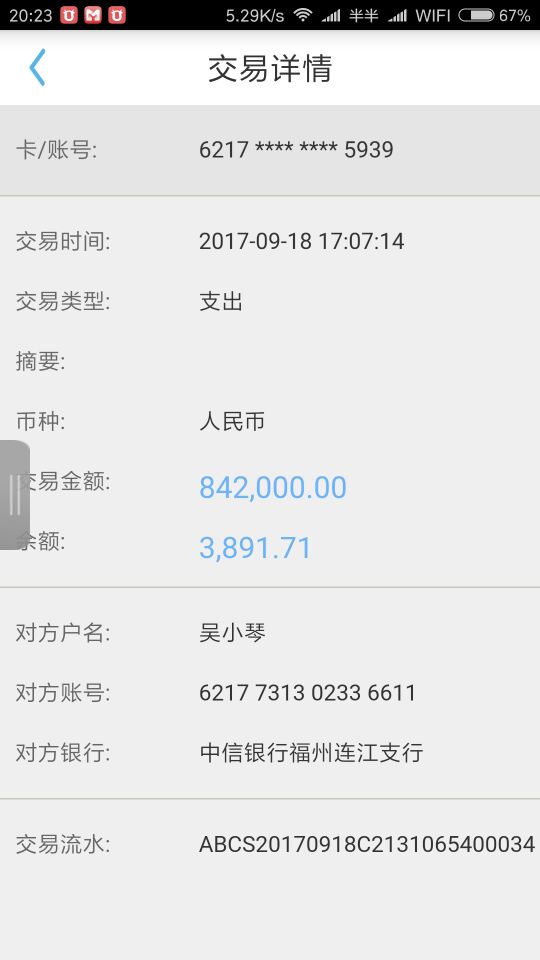 20:23 5.29K/s 半半 WIFI 67%
交易详情
卡/账号: 6217 **** **** 5939
交易时间: 2017-09-18 17:07:14
交易类型: 支出
摘要:
币种: 人民币
交易金额: 842,000.00
余额: 3,891.71
对方户名: 吴小琴
对方账号: 6217 7313 0233 6611
对方银行: 中信银行福州连江支行
交易流水: ABCS20170918C2131065400034